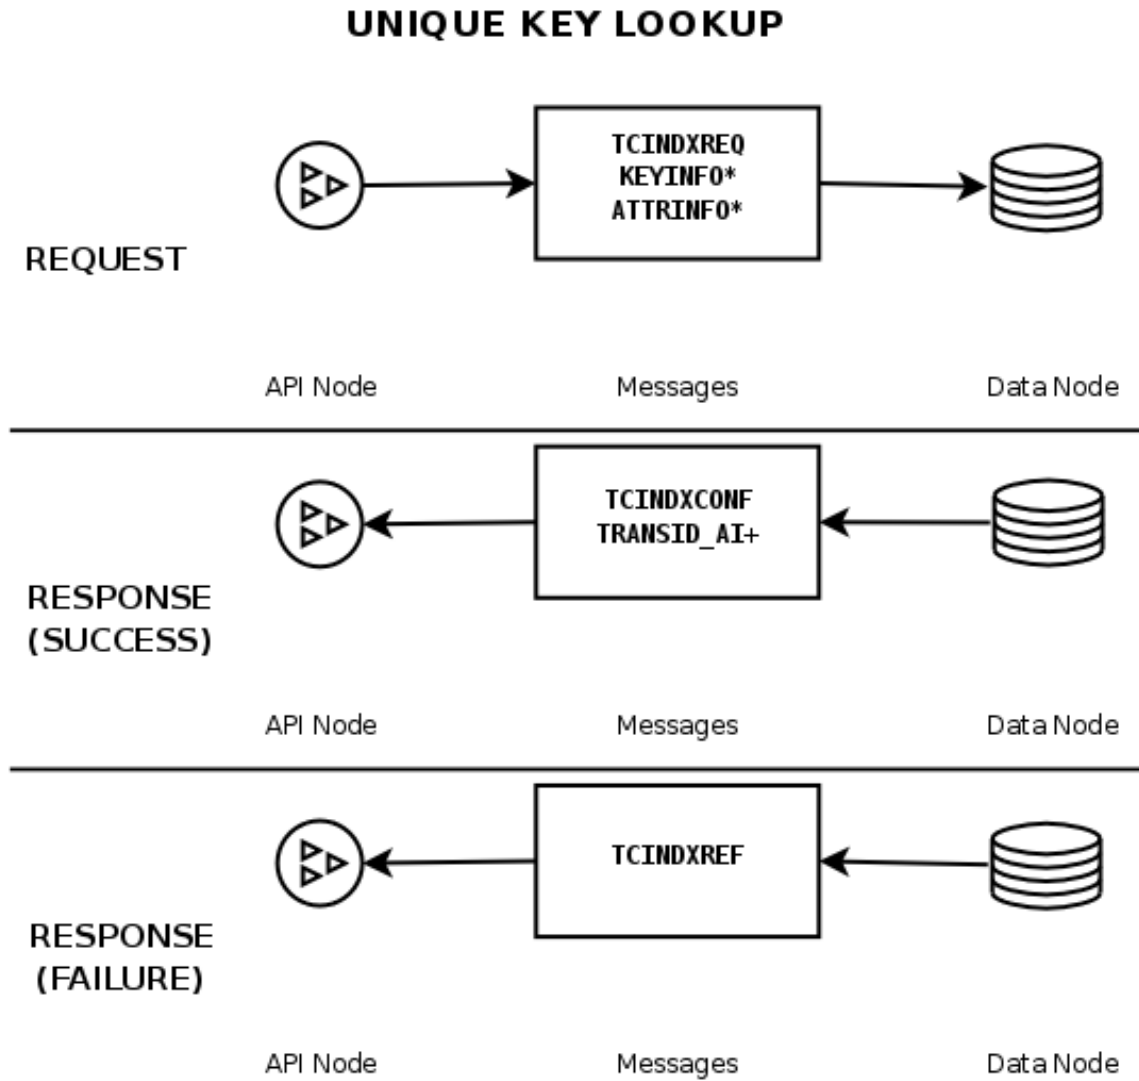 UNIQUE KEY LOOKUP
TCINDXREQ
KEYINFO*
ATTRINFO*
REQUEST
API Node
Messages
Data Node
TCINDXCONF
TRANSID_AI+
RESPONSE
(SUCCESS)
API Node
Messages
Data Node
TCINDXREF
RESPONSE
(FAILURE)
API Node
Messages
Data Node